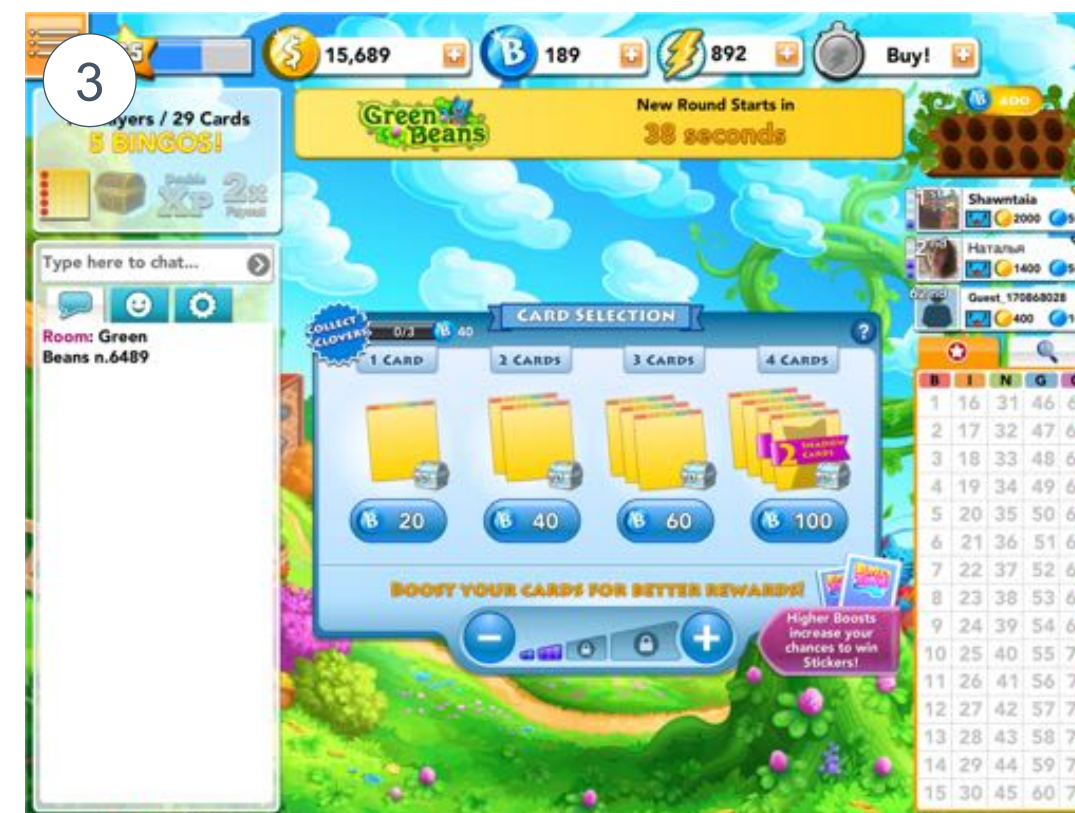 3
15,689
189
892
Buy!
/ 29 Cards
5 BINGOS!
Double
XP
2x
Payout
Green
Beans
New Round Starts in
38 seconds
400
1st
Shawntaia
2000
2nd
Наталья
1400
Guest_170868028
400
Type here to chat...
Room: Green
Beans n.6489
COLLECT 3
CLOVERS
0/3
40
CARD SELECTION
?
1 CARD
2 CARDS
3 CARDS
4 CARDS
2 SHADOW
CARDS
20
40
60
100
BOOST YOUR CARDS FOR BETTER REWARDS!
Higher Boosts
increase your
chances to win
Stickers!
B I N G
1 16 31 46
2 17 32 47
3 18 33 48
4 19 34 49
5 20 35 50
6 21 36 51
7 22 37 52
8 23 38 53
9 24 39 54
10 25 40 55
11 26 41 56
12 27 42 57
13 28 43 58
14 29 44 59
15 30 45 60